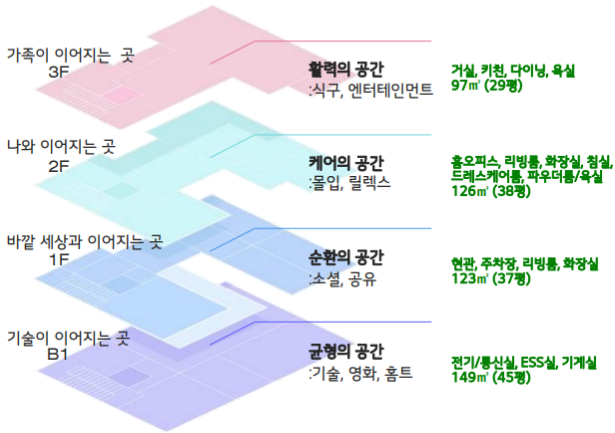 가족이 이어지는 곳
3F
활력의 공간
:식구, 엔터테인먼트
거실, 키친, 다이닝, 욕실
97㎡ (29평)
나와 이어지는 곳
2F
케어의 공간
:몰입, 릴렉스
홈오피스, 리빙룸, 화장실, 침실,
드레스케어룸, 파우더룸/욕실
126㎡ (38평)
바깥 세상과 이어지는 곳
1F
순환의 공간
:소셜, 공유
현관, 주차장, 리빙룸, 화장실
123㎡ (37평)
기술이 이어지는 곳
B1
균형의 공간
:기술, 영화, 홈트
전기/통신실, ESS실, 기계실
149㎡ (45평)